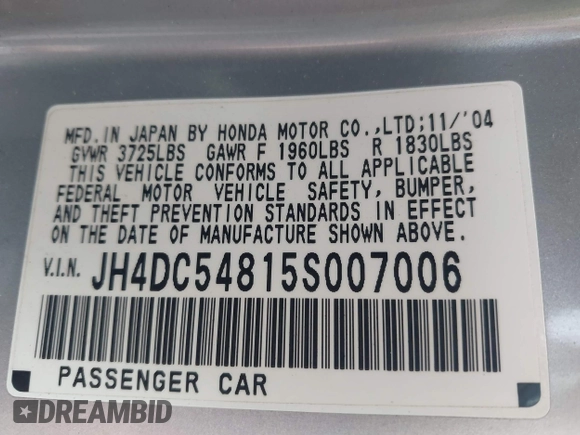 MFD.IN JAPAN BY HONDA MOTOR CO.,LTD;11/'04
GVWR 3725LBS GAWR F 1960LBS R 1830LBS
THIS VEHICLE CONFORMS TO ALL APPLICABLE
FEDERAL MOTOR VEHICLE SAFETY, BUMPER,
AND THEFT PREVENTION STANDARDS IN EFFECT
ON THE DATE OF MANUFACTURE SHOWN ABOVE.
V.I.N. JH4DC54815S007006
PASSENGER CAR
DREAMBID